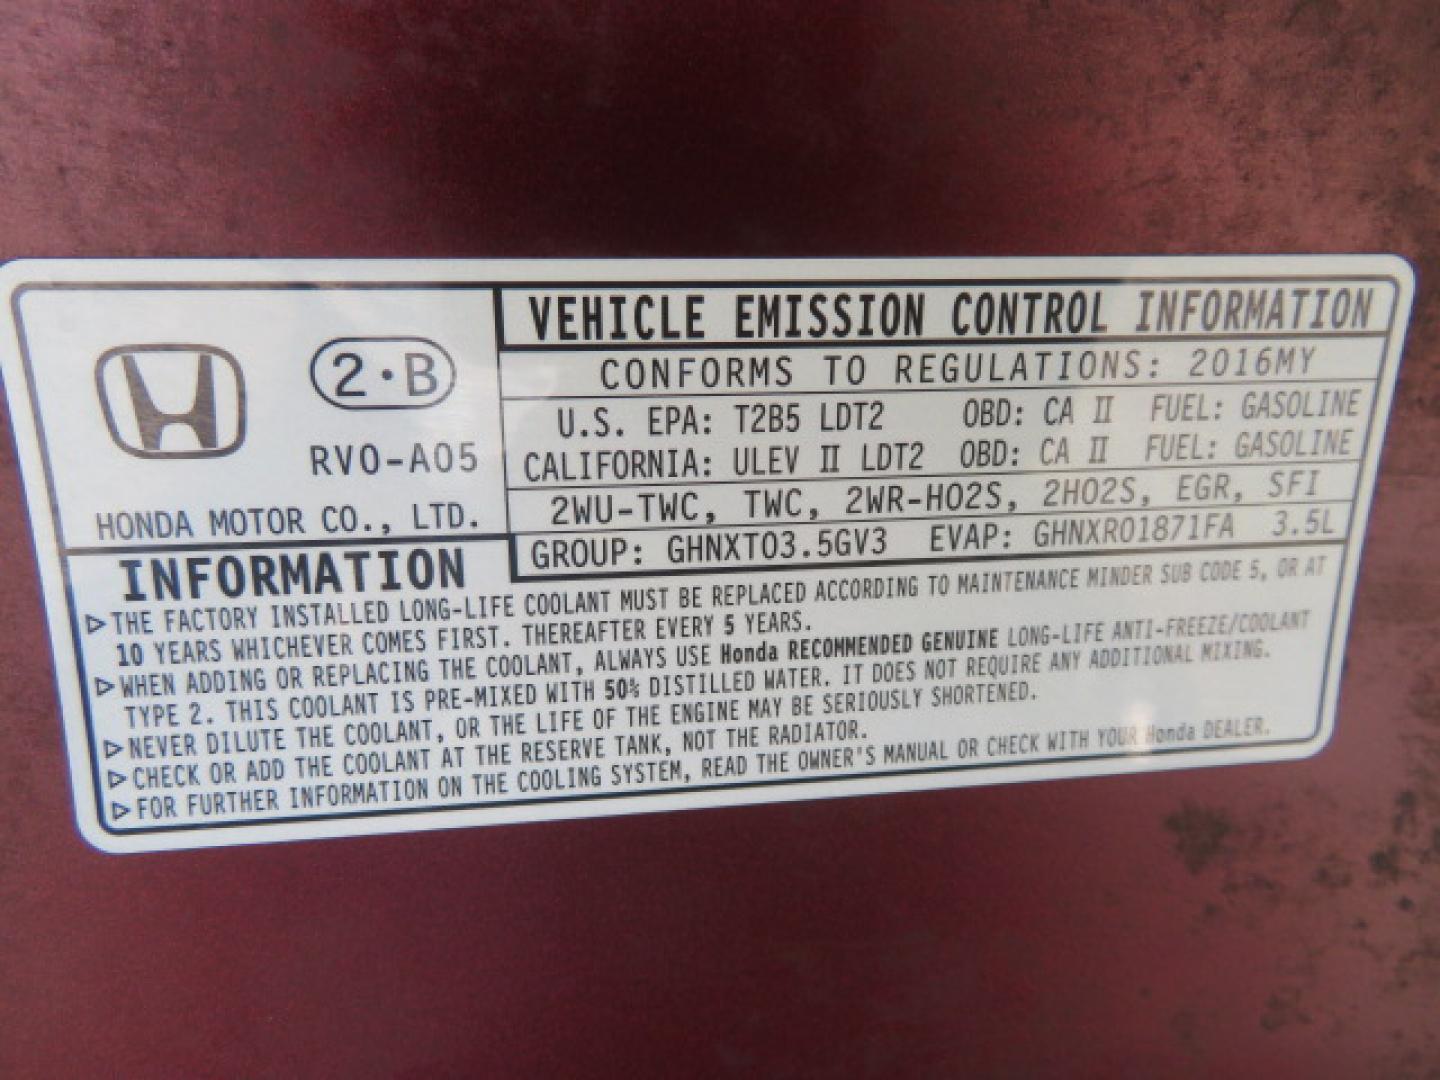 VEHICLE EMISSION CONTROL INFORMATION
CONFORMS TO REGULATIONS: 2016MY
U.S. EPA: T2B5 LDT2 OBD: CA II FUEL: GASOLINE
CALIFORNIA: ULEV II LDT2 OBD: CA II FUEL: GASOLINE
2WU-TWC, TWC, 2WR-HO2S, 2HO2S, EGR, SFI
GROUP: GHNXT03.5GV3 EVAP: GHNXR01871FA 3.5L
2·B
RV0-A05
HONDA MOTOR CO., LTD.
INFORMATION
▷THE FACTORY INSTALLED LONG-LIFE COOLANT MUST BE REPLACED ACCORDING TO MAINTENANCE MINDER SUB CODE 5, OR AT
10 YEARS WHICHEVER COMES FIRST. THEREAFTER EVERY 5 YEARS.
▷WHEN ADDING OR REPLACING THE COOLANT, ALWAYS USE Honda RECOMMENDED GENUINE LONG-LIFE ANTI-FREEZE/COOLANT
TYPE 2. THIS COOLANT IS PRE-MIXED WITH 50% DISTILLED WATER. IT DOES NOT REQUIRE ANY ADDITIONAL MIXING.
▷NEVER DILUTE THE COOLANT, OR THE LIFE OF THE ENGINE MAY BE SERIOUSLY SHORTENED.
▷CHECK OR ADD THE COOLANT AT THE RESERVE TANK, NOT THE RADIATOR.
▷FOR FURTHER INFORMATION ON THE COOLING SYSTEM, READ THE OWNER'S MANUAL OR CHECK WITH YOUR Honda DEALER.